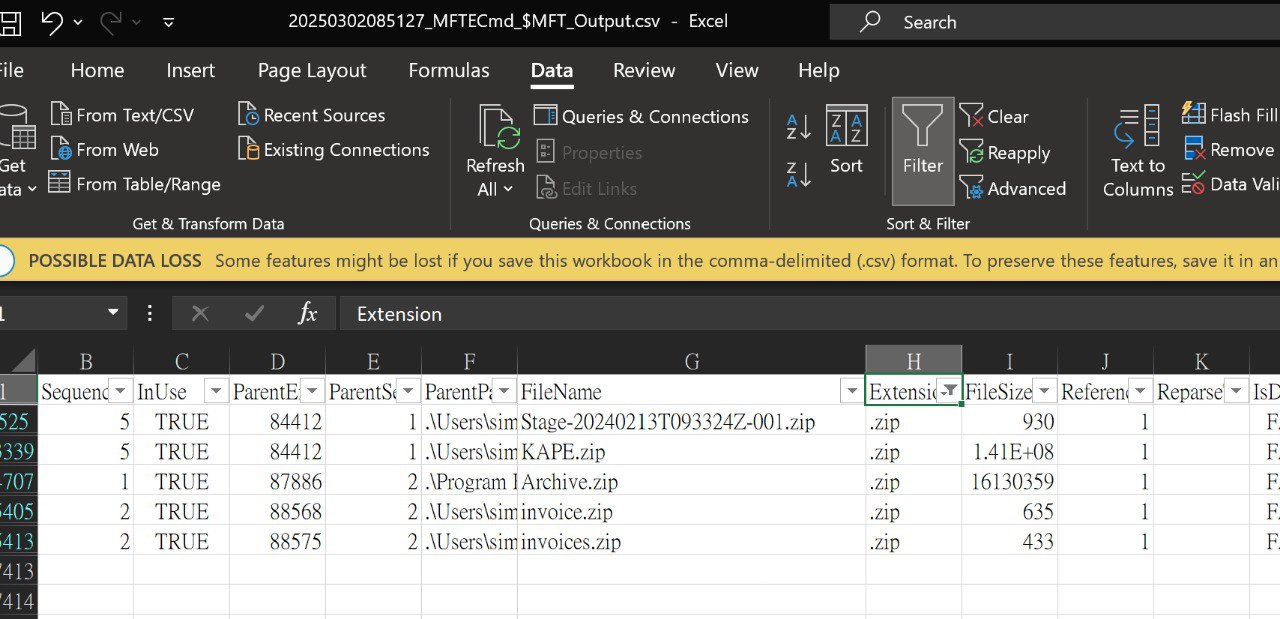 20250302085127_MFTECmd_$MFT_Output.csv - Excel
Search
File Home Insert Page Layout Formulas Data Review View Help
From Text/CSV
From Web
From Table/Range
Recent Sources
Existing Connections
Get & Transform Data
Refresh
All
Queries & Connections
Properties
Edit Links
Queries & Connections
Sort
Filter
Clear
Reapply
Advanced
Sort & Filter
Text to
Columns
Flash Fill
Remove
Data Vali
POSSIBLE DATA LOSS Some features might be lost if you save this workbook in the comma-delimited (.csv) format. To preserve these features, save it in an
fx Extension
B C D E F G H I J K
Sequenc InUse ParentE ParentSe ParentPa FileName Extensio FileSize Referen Reparse IsD
525 5 TRUE 84412 1 .\Users\sim Stage-20240213T093324Z-001.zip .zip 930 1 F
339 5 TRUE 84412 1 .\Users\sim KAPE.zip .zip 1.41E+08 1 F
707 1 TRUE 87886 2 .\Program Archive.zip .zip 16130359 1 F
405 2 TRUE 88568 2 .\Users\sim invoice.zip .zip 635 1 F
413 2 TRUE 88575 2 .\Users\sim invoices.zip .zip 433 1 F
7413
7414